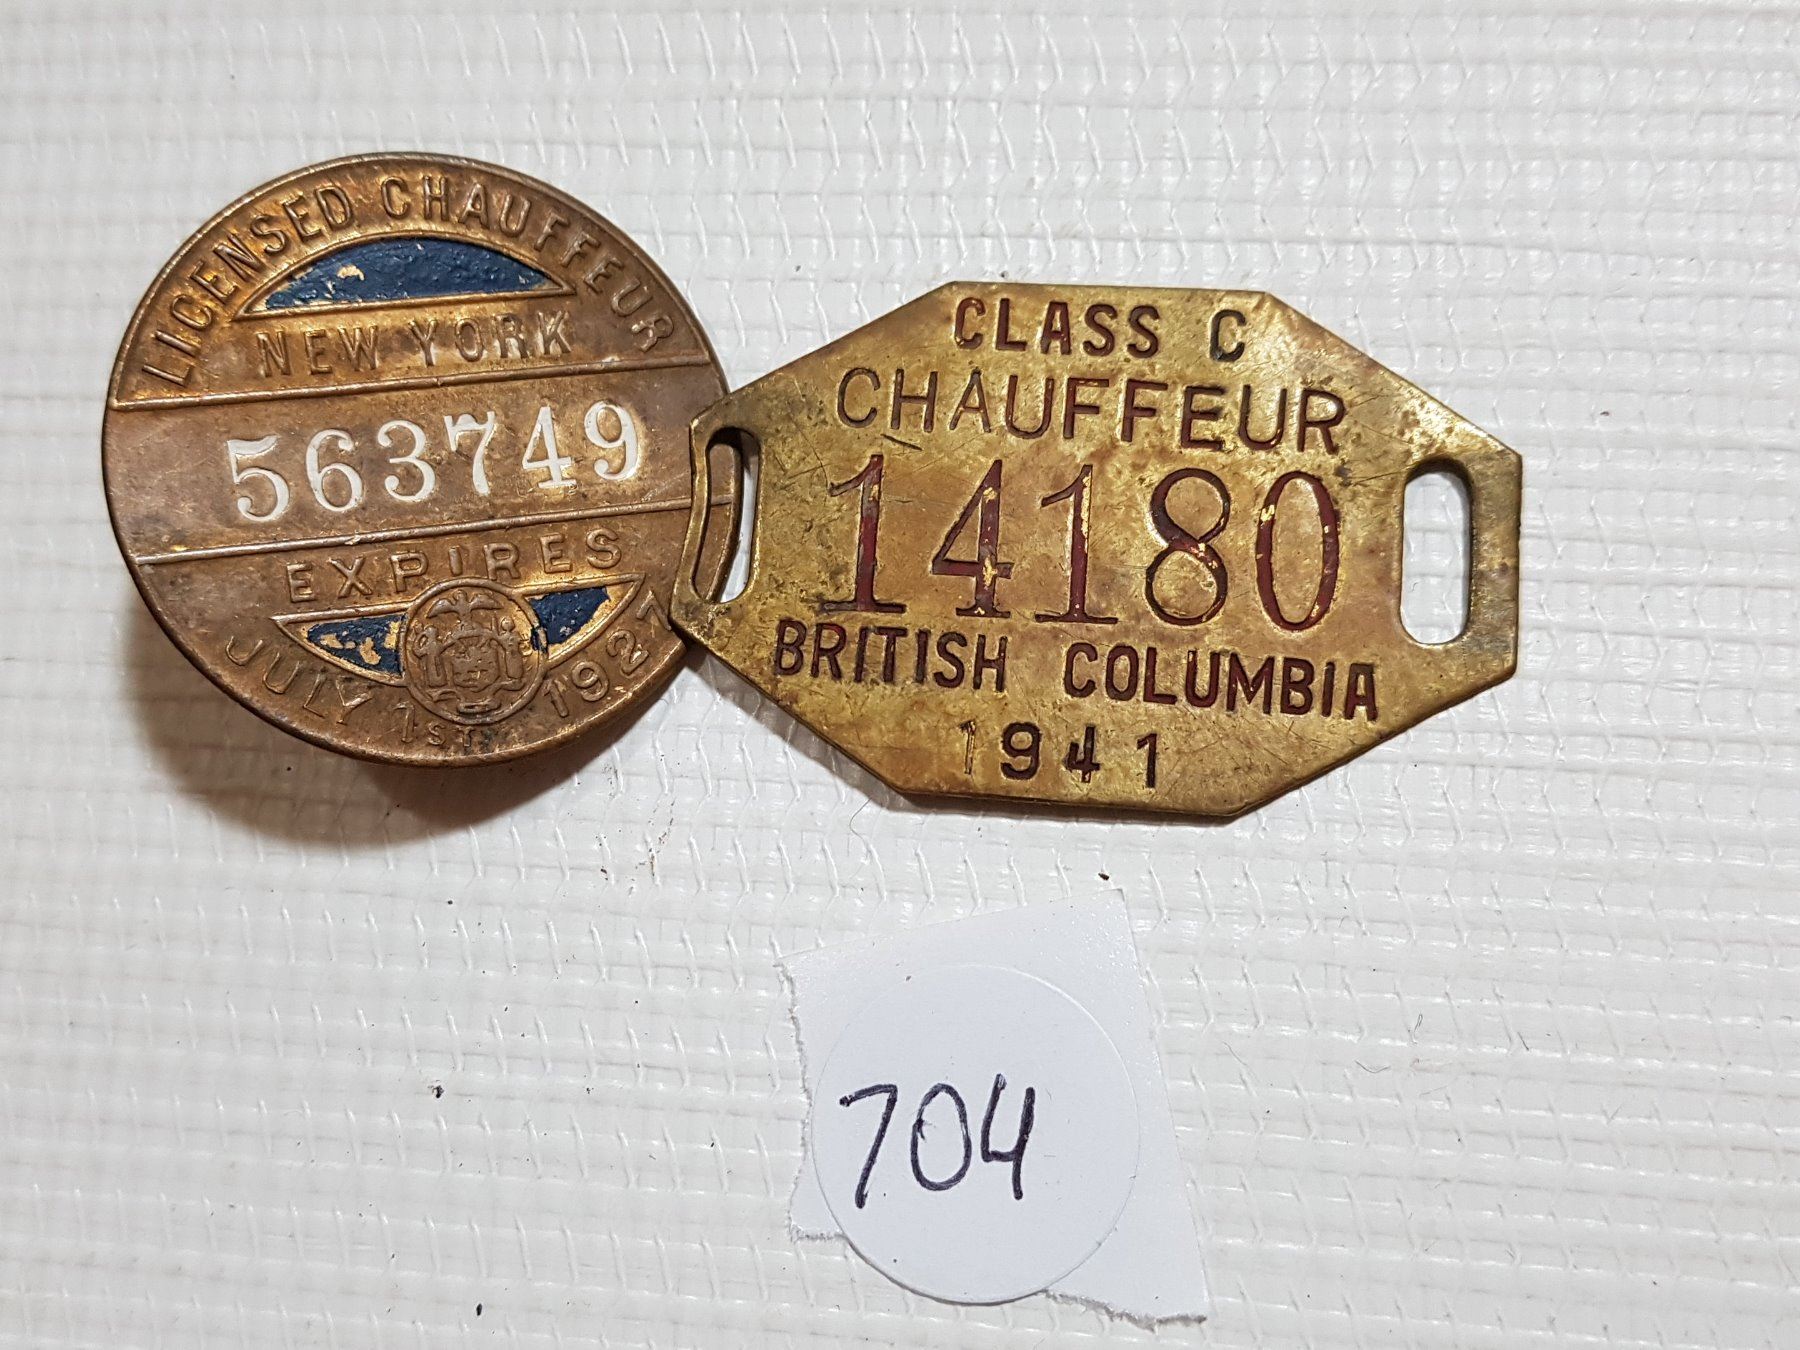 LICENSED CHAUFFEUR
NEW YORK
563749
EXPIRES
JULY 1ST 1927
CLASS C
CHAUFFEUR
14180
BRITISH COLUMBIA
1941
704